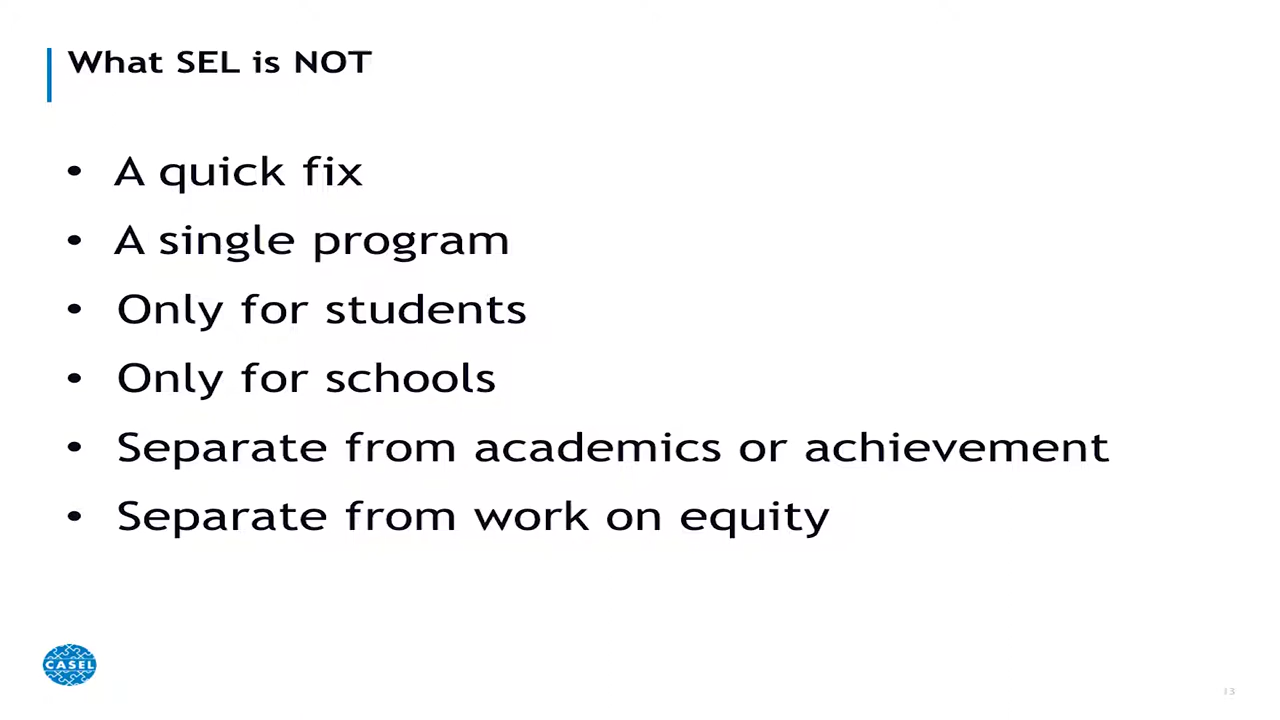 What SEL is NOT
• A quick fix
• A single program
• Only for students
• Only for schools
• Separate from academics or achievement
• Separate from work on equity
CASEL
13